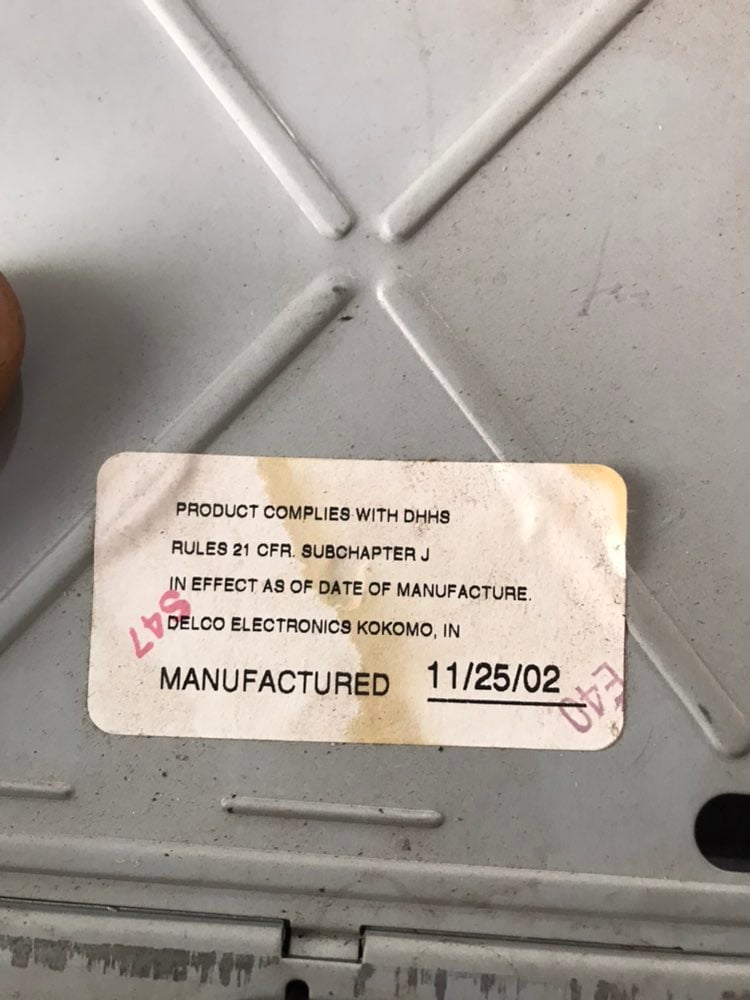 PRODUCT COMPLIES WITH DHHS
RULES 21 CFR. SUBCHAPTER J
IN EFFECT AS OF DATE OF MANUFACTURE.
S47
DELCO ELECTRONICS KOKOMO, IN
MANUFACTURED 11/25/02
E40